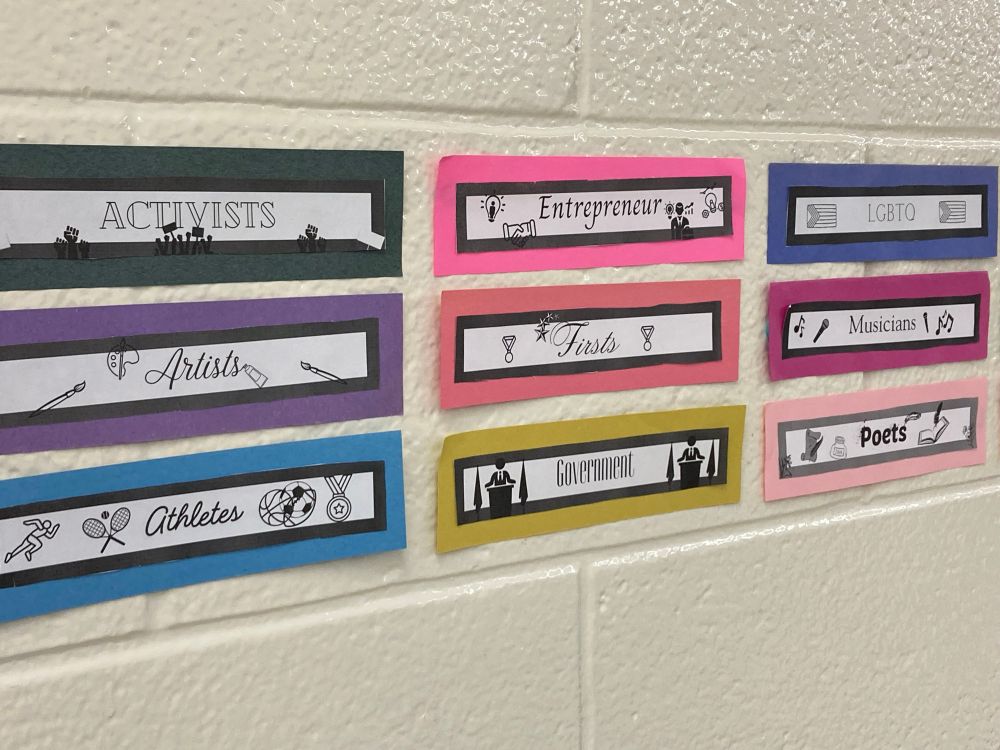 ACTIVISTS
Artists
Athletes
Entrepreneur
Firsts
Government
LGBTQ
Musicians
Poets